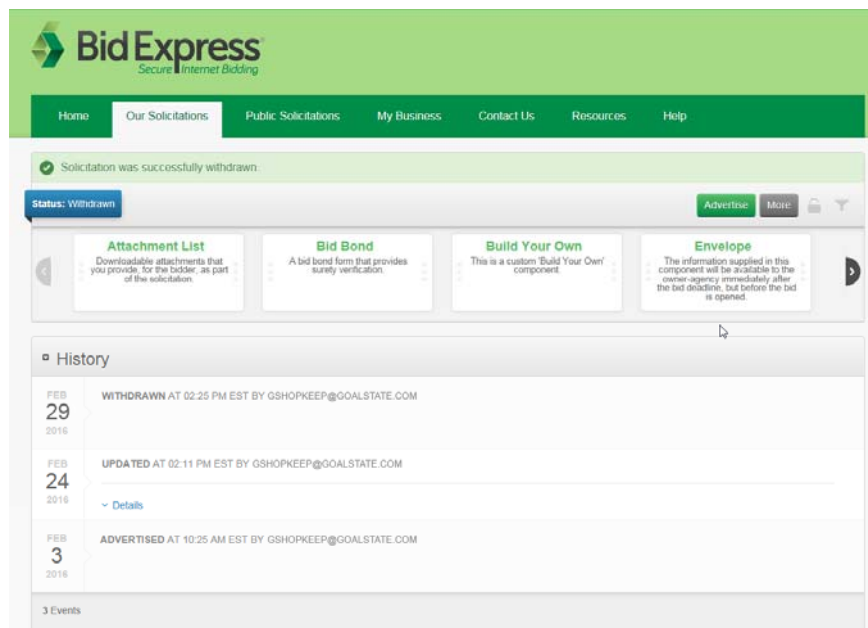 Bid Express
Secure Internet Bidding
Home Our Solicitations Public Solicitations My Business Contact Us Resources Help
Solicitation was successfully withdrawn.
Status: Withdrawn
Advertise More
Attachment List
Downloadable attachments that
you provide, for the bidder, as part
of the solicitation.
Bid Bond
A bid bond form that provides
surety verification.
Build Your Own
This is a custom 'Build Your Own'
component.
Envelope
The information supplied in this
component will be available to the
owner-agency immediately after
the bid deadline, but before the bid
is opened.
History
FEB
29
2016
WITHDRAWN AT 02:25 PM EST BY GSHOPKEEP@GOALSTATE.COM
FEB
24
2016
UPDATED AT 02:11 PM EST BY GSHOPKEEP@GOALSTATE.COM
Details
FEB
3
2016
ADVERTISED AT 10:25 AM EST BY GSHOPKEEP@GOALSTATE.COM
3 Events